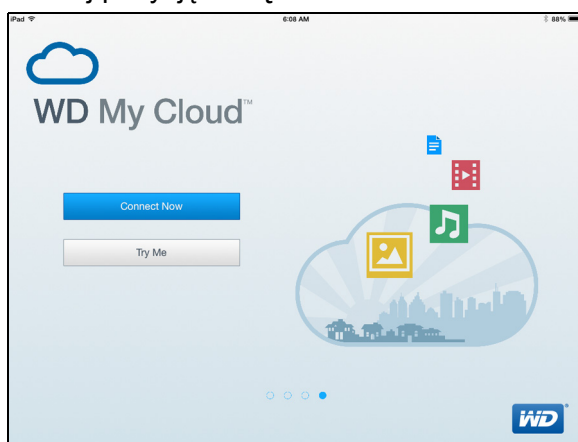 iPad
6:08 AM
88%
WD My Cloud™
Connect Now
Try Me
WD®